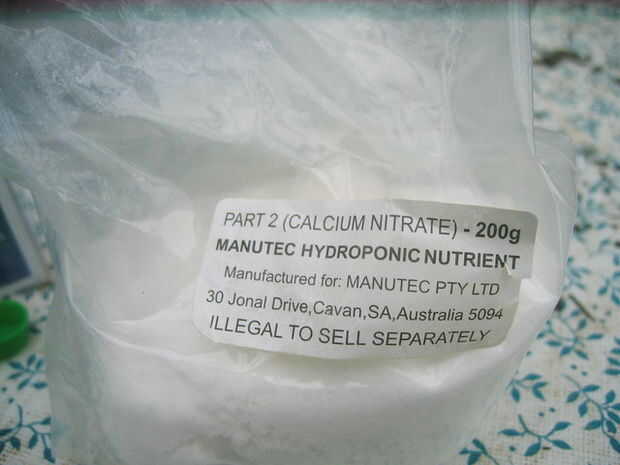 PART 2 (CALCIUM NITRATE) - 200g
MANUTEC HYDROPONIC NUTRIENT
Manufactured for: MANUTEC PTY LTD
30 Jonal Drive,Cavan,SA,Australia 5094
ILLEGAL TO SELL SEPARATELY